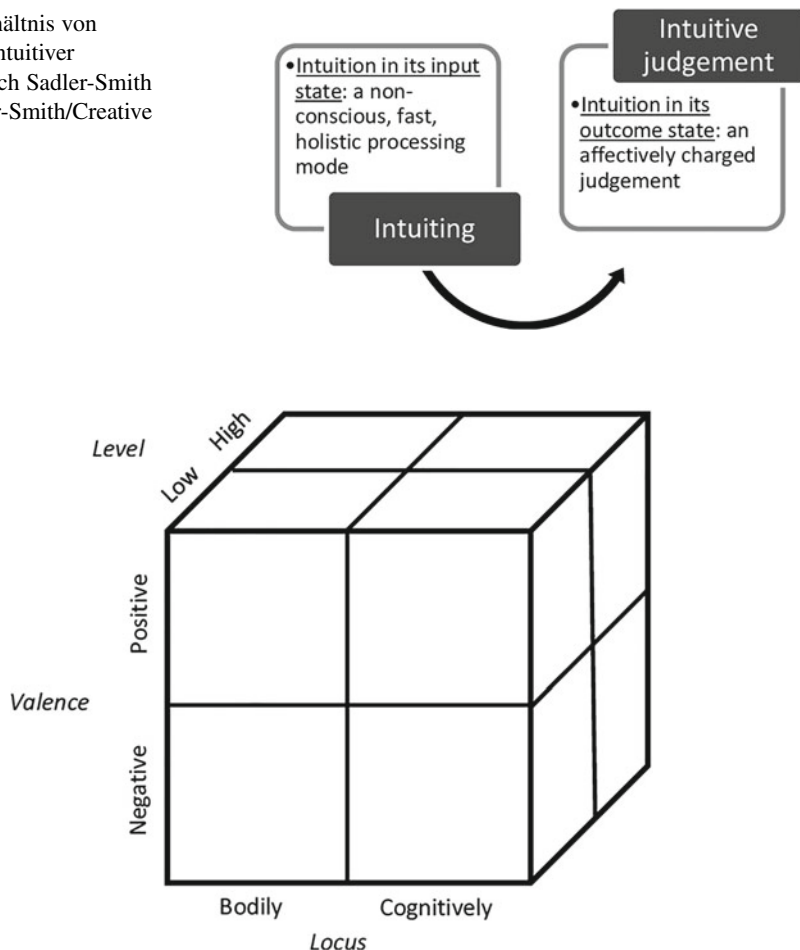 ntuitiver
ch Sadler-Smith
-Smith/Creative
•Intuition in its input
state: a non-
conscious, fast,
holistic processing
mode
Intuiting
Intuitive
judgement
•Intuition in its
outcome state: an
affectively charged
judgement
Level
High
Low
Positive
Valence
Negative
Bodily
Cognitively
Locus